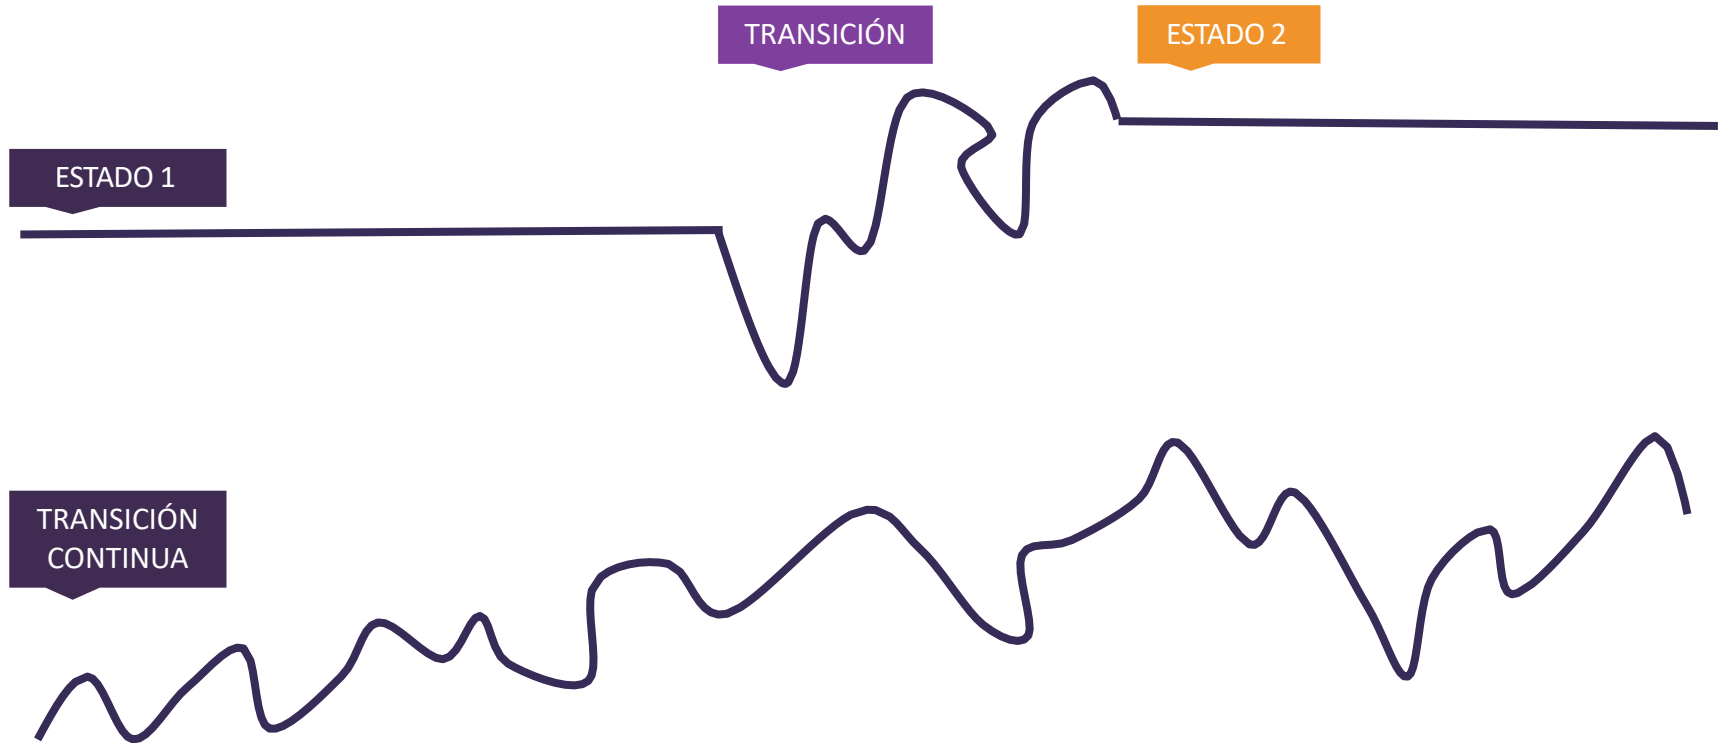 TRANSICIÓN
ESTADO 2
ESTADO 1
TRANSICIÓN
CONTINUA